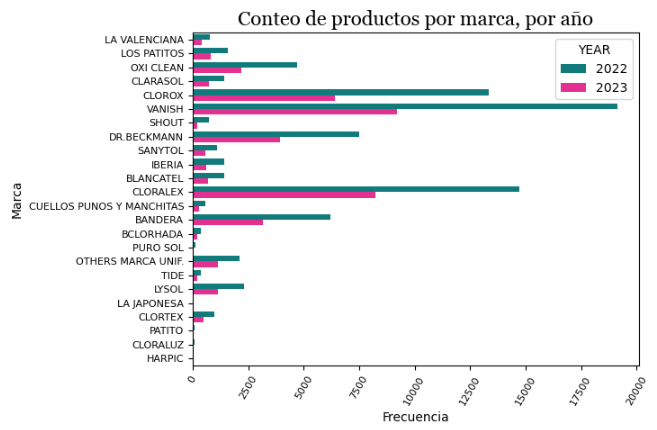 Conteo de productos por marca, por año
YEAR
2022
2023
Marca
LA VALENCIANA
LOS PATITOS
OXI CLEAN
CLARASOL
CLOROX
VANISH
SHOUT
DR.BECKMANN
SANYTOL
IBERIA
BLANCATEL
CLORALEX
CUELLOS PUNOS Y MANCHITAS
BANDERA
BCLORHADA
PURO SOL
OTHERS MARCA UNIF.
TIDE
LYSOL
LA JAPONESA
CLORTEX
PATITO
CLORALUZ
HARPIC
0 2500 5000 7500 10000 12500 15000 17500 20000
Frecuencia